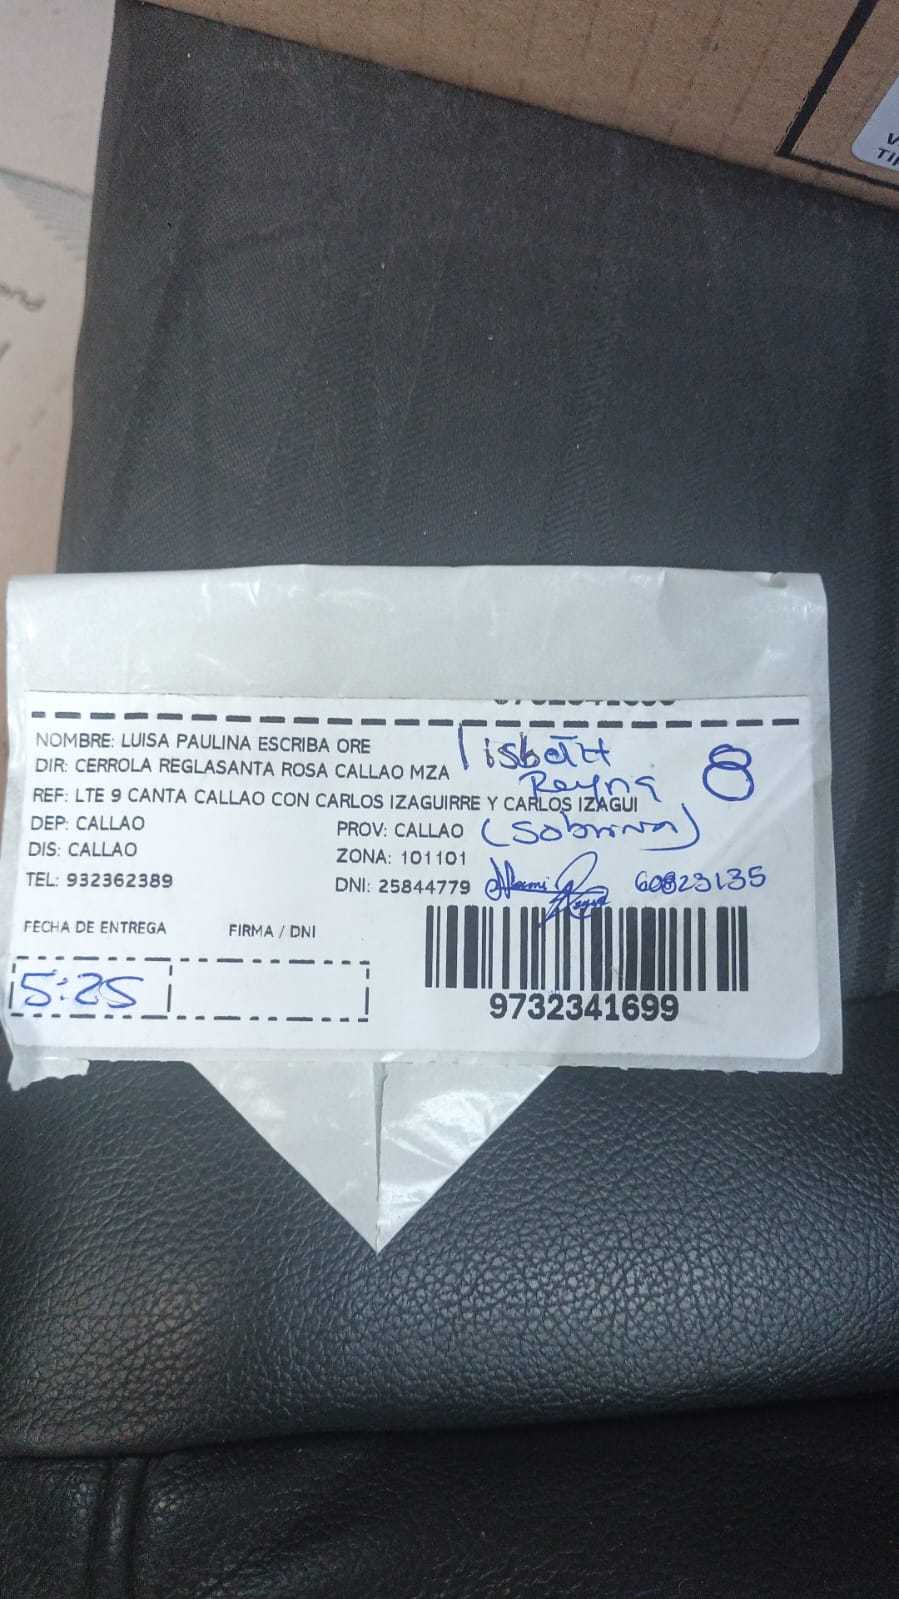 NOMBRE: LUISA PAULINA ESCRIBA ORE
DIR: CERROLA REGLASANTA ROSA CALLAO MZA
REF: LTE 9 CANTA CALLAO CON CARLOS IZAGUIRRE Y CARLOS IZAGUI
DEP: CALLAO PROV: CALLAO
DIS: CALLAO ZONA: 101101
TEL: 932362389 DNI: 25844779
lisbeth
Reyna
(sobrina)
8
60823135
FECHA DE ENTREGA FIRMA / DNI
5:25
9732341699